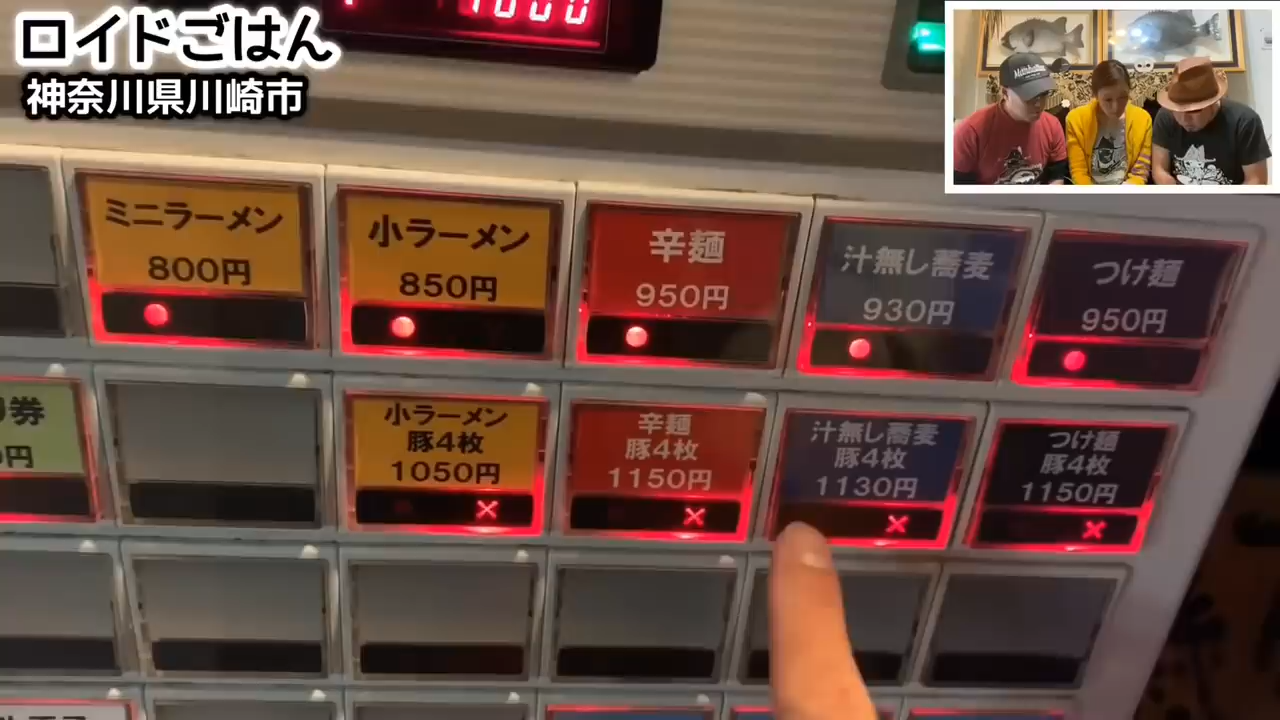 ロイドごはん
神奈川県川崎市
1000
ミニラーメン
800円
小ラーメン
850円
辛麺
950円
汁無し蕎麦
930円
つけ麺
950円
券
円
小ラーメン
豚4枚
1050円
辛麺
豚4枚
1150円
汁無し蕎麦
豚4枚
1130円
つけ麺
豚4枚
1150円